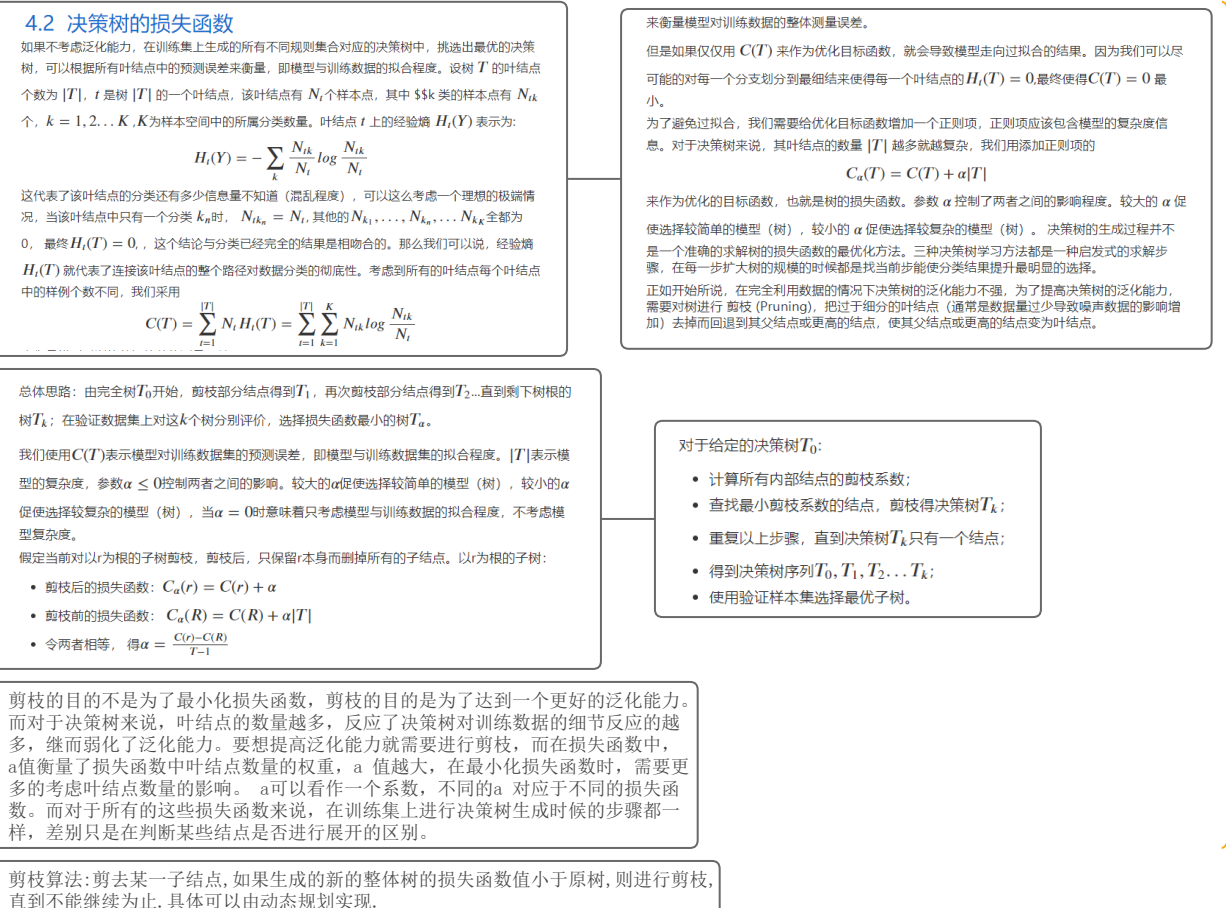 4.2 决策树的损失函数
如果不考虑泛化能力，在训练集上生成的所有不同规则集合对应的决策树中，挑选出最优的决策
树，可以根据所有叶结点中的预测误差来衡量，即模型与训练数据的拟合程度。设树 T 的叶结点
个数为 |T|，t 是树 |T| 的一个叶结点，该叶结点有 N_t个样本点，其中 $$k 类的样本点有 N_{tk}
个，k = 1,2...K ,K为样本空间中的所属分类数量。叶结点 t 上的经验熵 H_t(Y) 表示为:
H_t(Y) = -\sum_k \frac{N_{tk}}{N_t} log \frac{N_{tk}}{N_t}
这代表了该叶结点的分类还有多少信息量不知道（混乱程度），可以这么考虑一个理想的极端情
况，当该叶结点中只有一个分类 k_n时， N_{tk_n} = N_t, 其他的N_{k_1}, ..., N_{k_n}, ...N_{k_K}全都为
0， 最终H_t(T) = 0,，这个结论与分类已经完全的结果是相吻合的。那么我们可以说，经验熵
H_t(T) 就代表了连接该叶结点的整个路径对数据分类的彻底性。考虑到所有的叶结点每个叶结点
中的样例个数不同，我们采用
C(T) = \sum_{t=1}^{|T|} N_t H_t(T) = \sum_{t=1}^{|T|} \sum_{k=1}^{K} N_{tk} log \frac{N_{tk}}{N_t}
来衡量模型对训练数据的整体测量误差。
但是如果仅仅用 C(T) 来作为优化目标函数，就会导致模型走向过拟合的结果。因为我们可以尽
可能的对每一个分支划分到最细结来使得每一个叶结点的H_t(T) = 0,最终使得C(T) = 0 最
小。
为了避免过拟合，我们需要给优化目标函数增加一个正则项，正则项应该包含模型的复杂度信
息。对于决策树来说，其叶结点的数量 |T| 越多就越复杂，我们用添加正则项的
C_α(T) = C(T) + α|T|
来作为优化的目标函数，也就是树的损失函数。参数 α 控制了两者之间的影响程度。较大的 α 促
使选择较简单的模型（树），较小的 α 促使选择较复杂的模型（树）。 决策树的生成过程并不
是一个准确的求解树的损失函数的最优化方法。三种决策树学习方法都是一种启发式的求解步
骤，在每一步扩大树的规模的时候都是找当前步能使分类结果提升最明显的选择。
正如开始所说，在完全利用数据的情况下决策树的泛化能力不强，为了提高决策树的泛化能力，
需要对树进行 剪枝 (Pruning)，把过于细分的叶结点（通常是数据量过少导致噪声数据的影响增
加）去掉而回退到其父结点或更高的结点，使其父结点或更高的结点变为叶结点。
总体思路：由完全树T_0开始，剪枝部分结点得到T_1，再次剪枝部分结点得到T_2...直到剩下树根的
树T_k；在验证数据集上对这k个树分别评价，选择损失函数最小的树T_α。
我们使用C(T)表示模型对训练数据集的预测误差，即模型与训练数据集的拟合程度。|T|表示模
型的复杂度，参数α ≤ 0控制两者之间的影响。较大的α促使选择较简单的模型（树），较小的α
促使选择较复杂的模型（树），当α = 0时意味着只考虑模型与训练数据的拟合程度，不考虑模
型复杂度。
假定当前对以r为根的子树剪枝，剪枝后，只保留r本身而删掉所有的子结点。以r为根的子树：
• 剪枝后的损失函数：C_α(r) = C(r) + α
• 剪枝前的损失函数： C_α(R) = C(R) + α|T|
• 令两者相等， 得α = \frac{C(r)-C(R)}{T-1}
对于给定的决策树T_0:
• 计算所有内部结点的剪枝系数；
• 查找最小剪枝系数的结点，剪枝得决策树T_k；
• 重复以上步骤，直到决策树T_k只有一个结点；
• 得到决策树序列T_0, T_1, T_2...T_k；
• 使用验证样本集选择最优子树。
剪枝的目的不是为了最小化损失函数，剪枝的目的是为了达到一个更好的泛化能力。
而对于决策树来说，叶结点的数量越多，反应了决策树对训练数据的细节反应的越
多，继而弱化了泛化能力。要想提高泛化能力就需要进行剪枝，而在损失函数中，
a值衡量了损失函数中叶结点数量的权重，a 值越大，在最小化损失函数时，需要更
多的考虑叶结点数量的影响。 a可以看作一个系数，不同的a 对应于不同的损失函
数。而对于所有的这些损失函数来说，在训练集上进行决策树生成时候的步骤都一
样，差别只是在判断某些结点是否进行展开的区别。
剪枝算法:剪去某一子结点,如果生成的新的整体树的损失函数值小于原树,则进行剪枝,
直到不能继续为止.具体可以由动态规划实现.